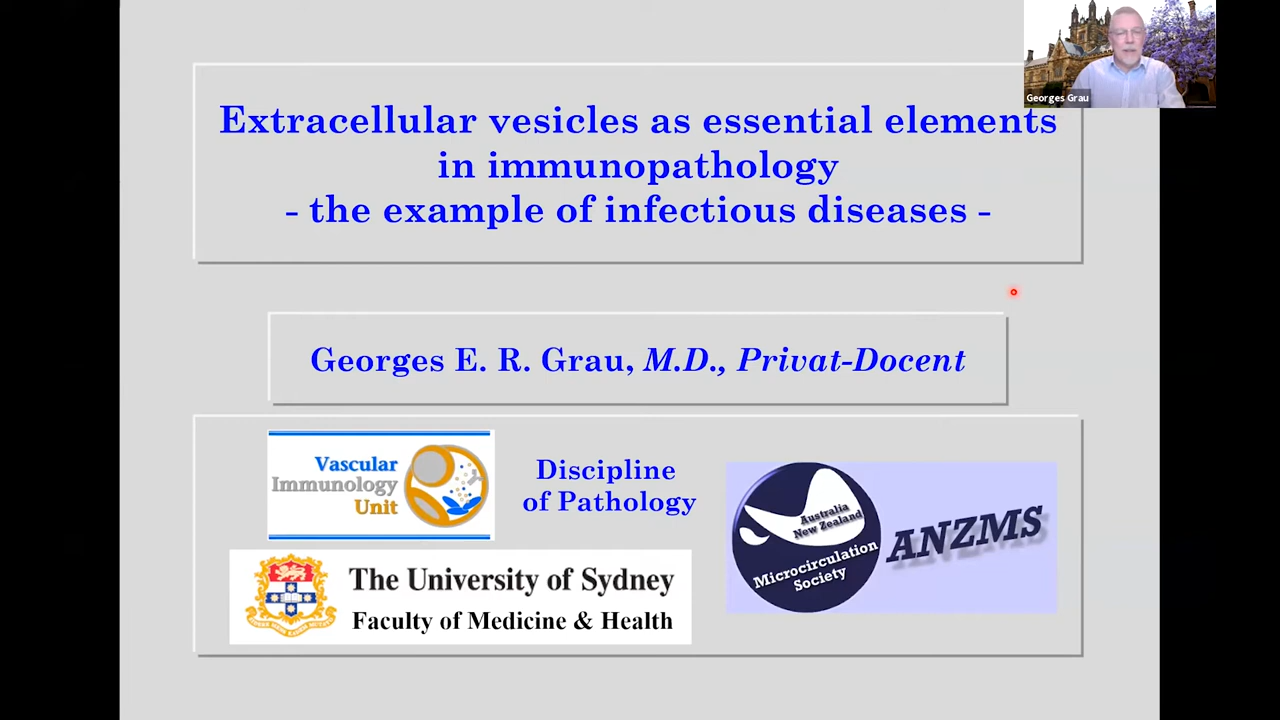 Georges Grau
Extracellular vesicles as essential elements
in immunopathology
- the example of infectious diseases -
Georges E. R. Grau, M.D., Privat-Docent
Vascular
Immunology
Unit
Discipline
of Pathology
Australia
New Zealand
Microcirculation
Society
ANZMS
The University of Sydney
Faculty of Medicine & Health